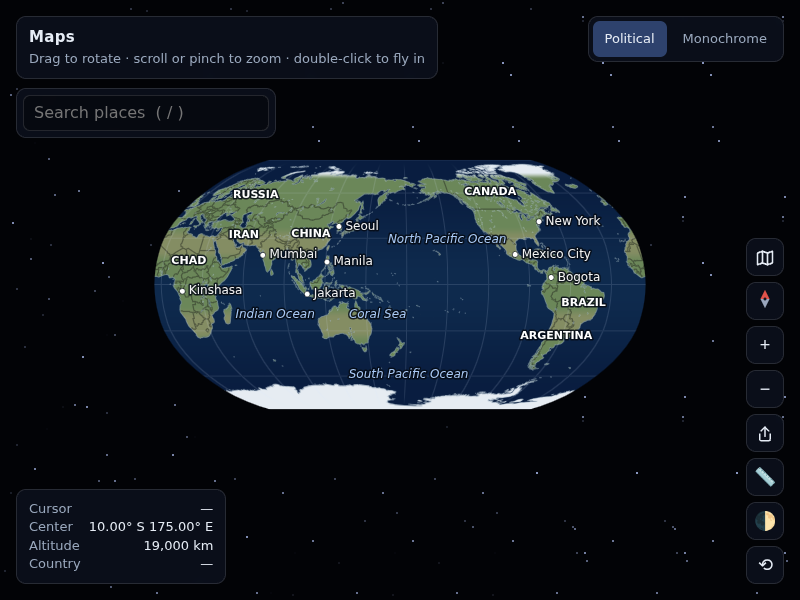 Maps
Drag to rotate · scroll or pinch to zoom · double-click to fly in
Political Monochrome
Search places ( / )
RUSSIA
CANADA
New York
Seoul
IRAN
CHINA
North Pacific Ocean
Mumbai
Mexico City
CHAD
Manila
Bogota
Kinshasa
Jakarta
BRAZIL
Indian Ocean
Coral Sea
ARGENTINA
South Pacific Ocean
+
−
Cursor —
Center 10.00° S 175.00° E
Altitude 19,000 km
Country —